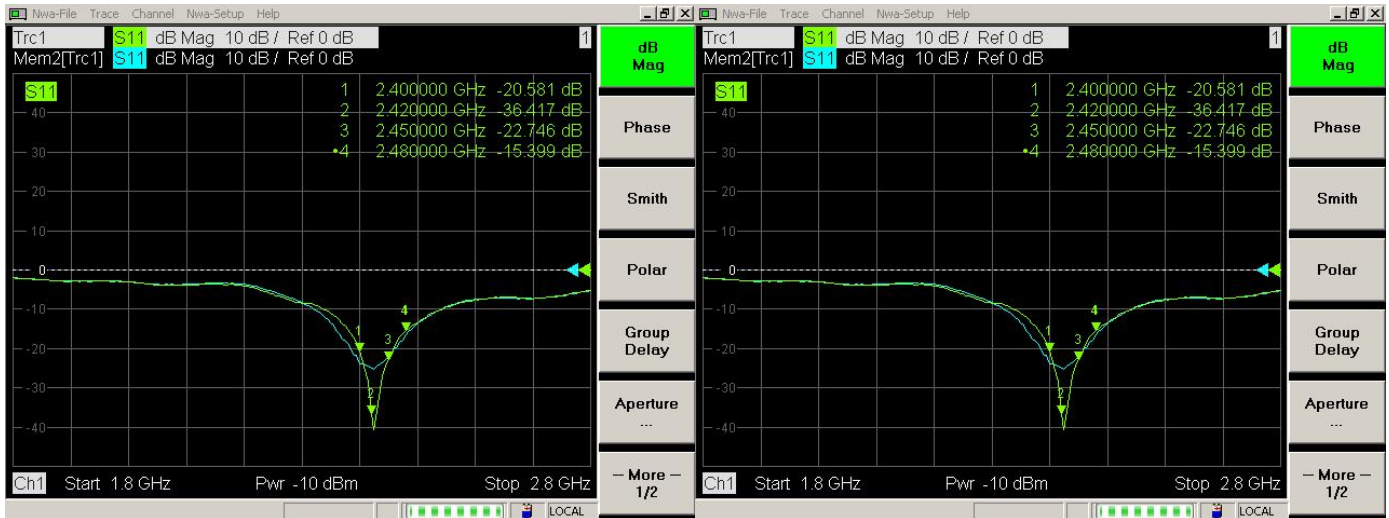 Nwa-File Trace Channel Nwa-Setup Help
Trc1 S11 dB Mag 10 dB / Ref 0 dB 1
Mem2[Trc1] S11 dB Mag 10 dB / Ref 0 dB
S11
1 2.400000 GHz -20.581 dB
2 2.420000 GHz -36.417 dB
3 2.450000 GHz -22.746 dB
•4 2.480000 GHz -15.399 dB
40
30
20
10
0
-10
-20
-30
-40
1
2
3
4
Ch1 Start 1.8 GHz Pwr -10 dBm Stop 2.8 GHz
LOCAL
dB
Mag
Phase
Smith
Polar
Group
Delay
Aperture
...
— More —
1/2
Nwa-File Trace Channel Nwa-Setup Help
Trc1 S11 dB Mag 10 dB / Ref 0 dB 1
Mem2[Trc1] S11 dB Mag 10 dB / Ref 0 dB
S11
1 2.400000 GHz -20.581 dB
2 2.420000 GHz -36.417 dB
3 2.450000 GHz -22.746 dB
•4 2.480000 GHz -15.399 dB
40
30
20
10
0
-10
-20
-30
-40
1
2
3
4
Ch1 Start 1.8 GHz Pwr -10 dBm Stop 2.8 GHz
LOCAL
dB
Mag
Phase
Smith
Polar
Group
Delay
Aperture
...
— More —
1/2